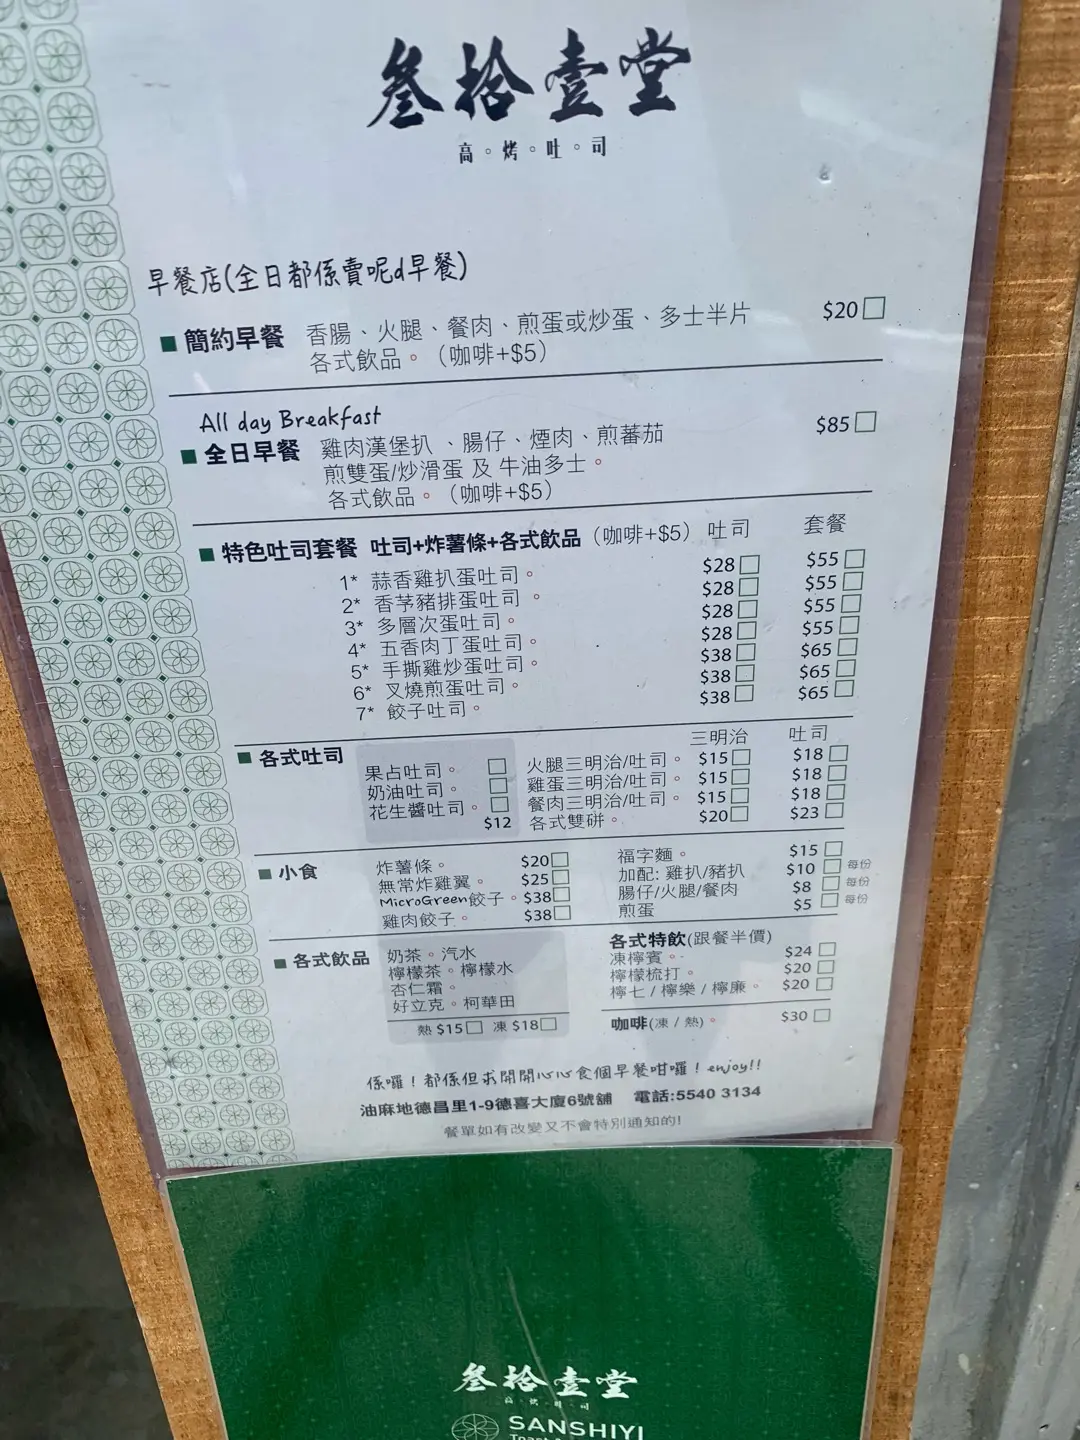 叁拾壹堂
高。烤。吐。司
早餐店(全日都係賣呢d早餐)
■ 簡約早餐 香腸、火腿、餐肉、煎蛋或炒蛋、多士半片 $20
各式飲品。(咖啡+$5)
All day Breakfast
■ 全日早餐 雞肉漢堡扒、腸仔、煙肉、煎蕃茄 $85
煎雙蛋/炒滑蛋 及 牛油多士。
各式飲品。(咖啡+$5)
■ 特色吐司套餐 吐司+炸薯條+各式飲品(咖啡+$5) 吐司 套餐
1* 蒜香雞扒蛋吐司。 $28 $55
2* 香茅豬排蛋吐司。 $28 $55
3* 多層次蛋吐司。 $28 $55
4* 五香肉丁蛋吐司。 $28 $55
5* 手撕雞炒蛋吐司。 $38 $65
6* 叉燒煎蛋吐司。 $38 $65
7* 餃子吐司。 $38 $65
■ 各式吐司 三明治 吐司
果占吐司。 火腿三明治/吐司。 $15 $18
奶油吐司。 雞蛋三明治/吐司。 $15 $18
花生醬吐司。 餐肉三明治/吐司。 $15 $18
$12 各式雙硑。 $20 $23
■ 小食 炸薯條。 $20 福字麵。 $15
無常炸雞翼。 $25 加配: 雞扒/豬扒 $10 每份
MicroGreen餃子。 $38 腸仔/火腿/餐肉 $8 每份
雞肉餃子。 $38 煎蛋 $5 每份
■ 各式飲品 奶茶。汽水 各式特飲(跟餐半價)
檸檬茶。檸檬水 凍檸賓。 $24
杏仁霜。 檸檬梳打。 $20
好立克。柯華田 檸七 / 檸樂 / 檸廉。 $20
熱 $15 凍 $18 咖啡(凍 / 熱)。 $30
係囉!都係但求開開心心食個早餐咁囉!enjoy!!
油麻地德昌里1-9德喜大廈6號舖 電話:5540 3134
餐單如有改變又不會特別通知的!
叁拾壹堂
高。烤。吐。司
SANSHIYI